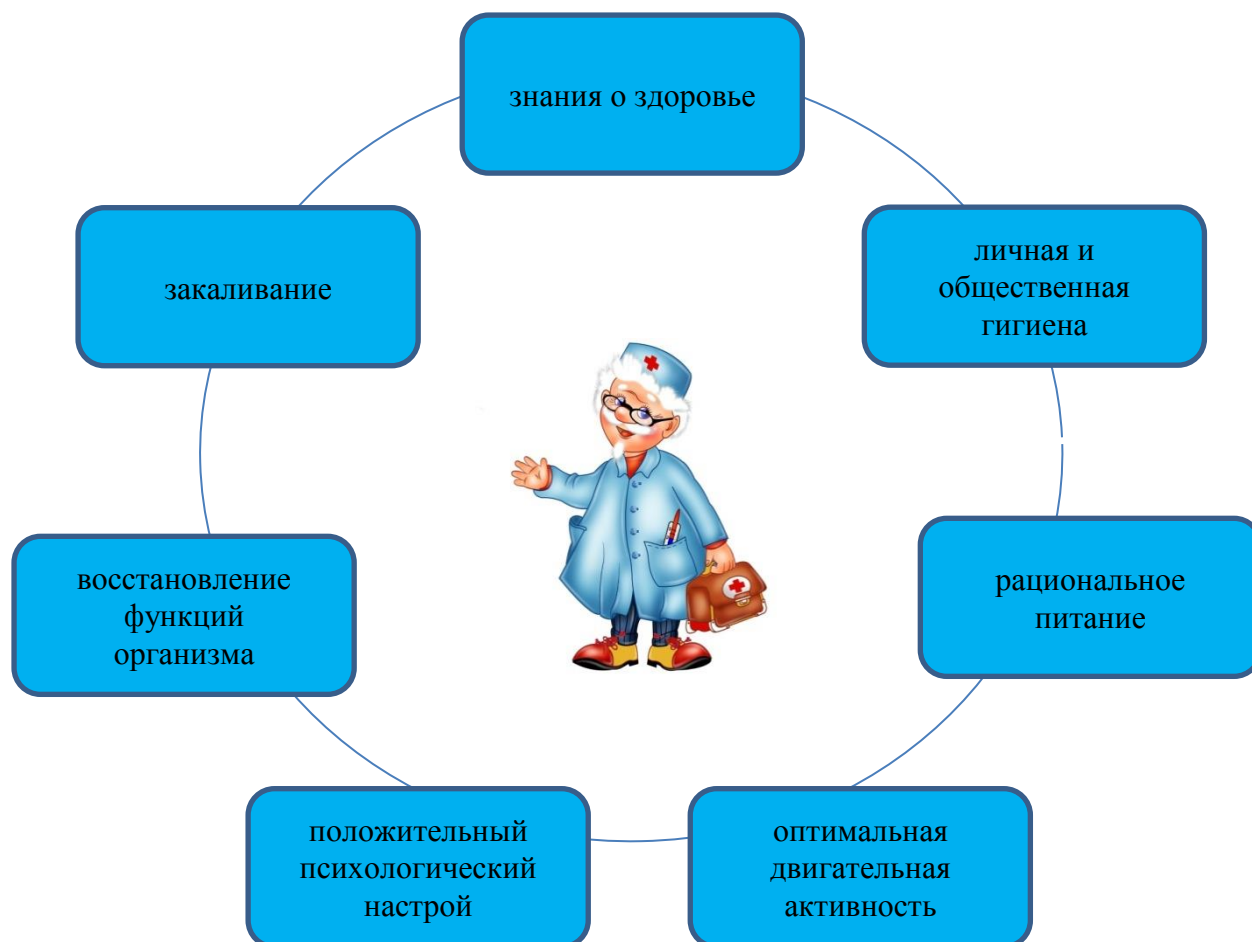 знания о здоровье
личная и
общественная
гигиена
рациональное
питание
оптимальная
двигательная
активность
положительный
психологический
настрой
восстановление
функций
организма
закаливание